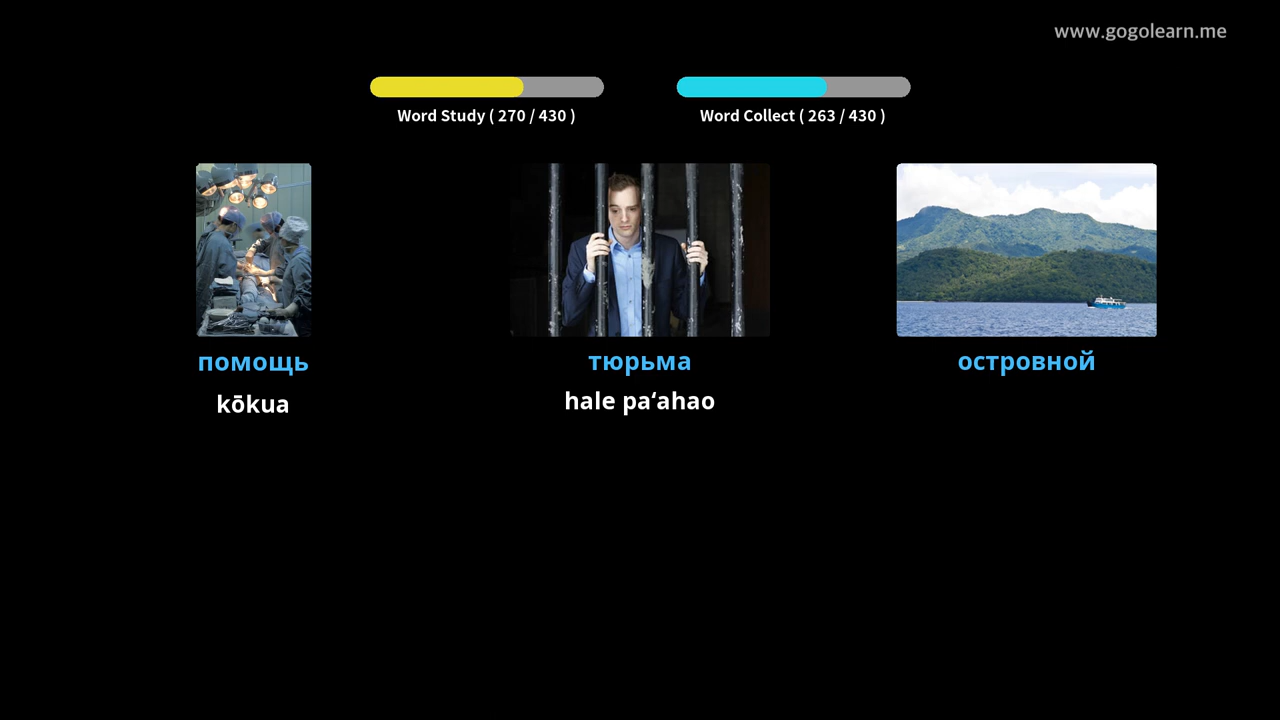 www.gogolearn.me
Word Study ( 270 / 430 )
Word Collect ( 263 / 430 )
помощь
kōkua
тюрьма
hale paʻahao
островной